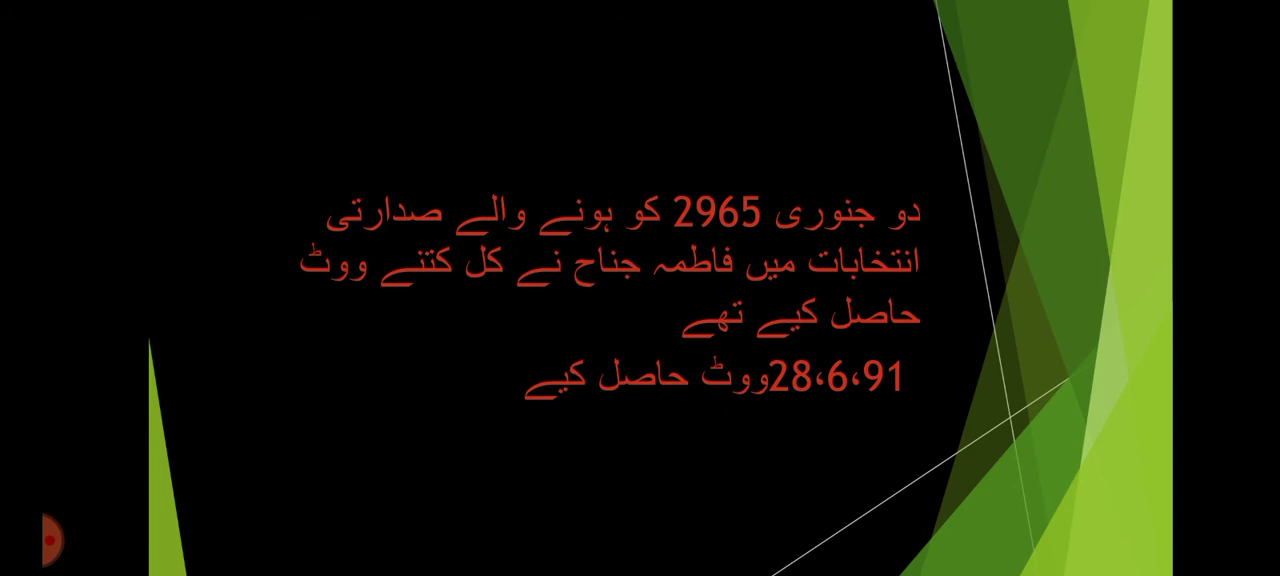 دو جنوری 2965 کو ہونے والے صدارتی
انتخابات میں فاطمہ جناح نے کل کتنے ووٹ
حاصل کیے تھے
28،6،91ووٹ حاصل کیے